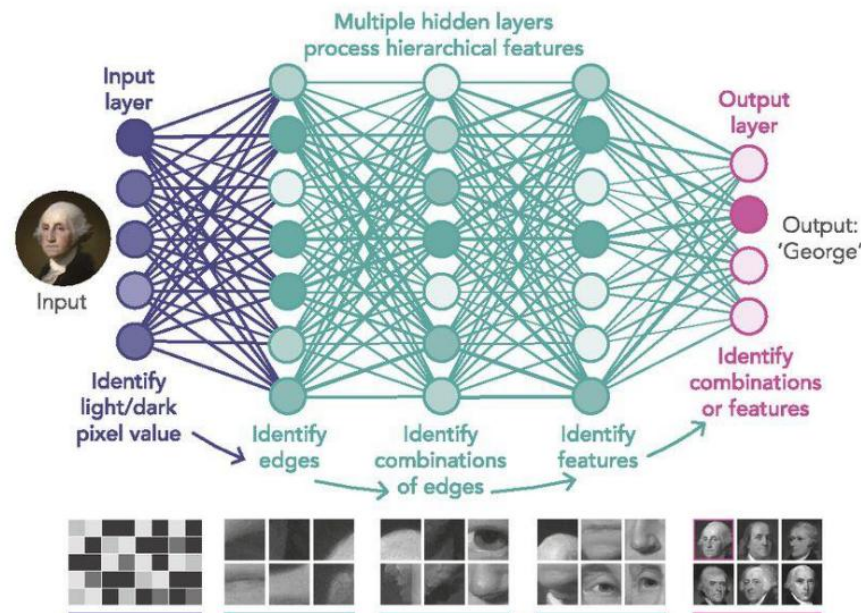 Multiple hidden layers
process hierarchical features
Input
layer
Output
layer
Input
Output:
‘George’
Identify
light/dark
pixel value
Identify
edges
Identify
combinations
of edges
Identify
features
Identify
combinations
or features